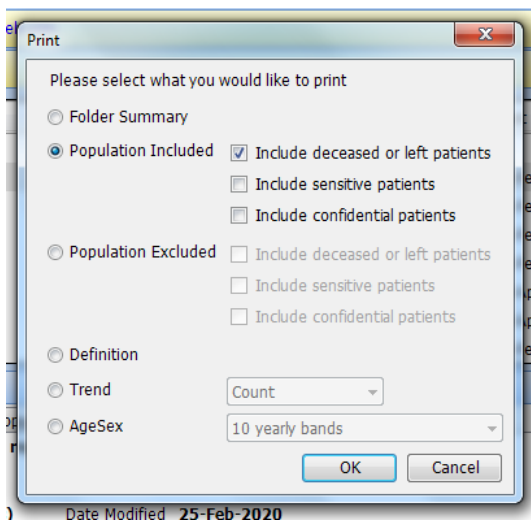 Print
Please select what you would like to print
Folder Summary
Population Included
Include deceased or left patients
Include sensitive patients
Include confidential patients
Population Excluded
Include deceased or left patients
Include sensitive patients
Include confidential patients
Definition
Trend
Count
AgeSex
10 yearly bands
OK
Cancel
Date Modified 25-Feb-2020